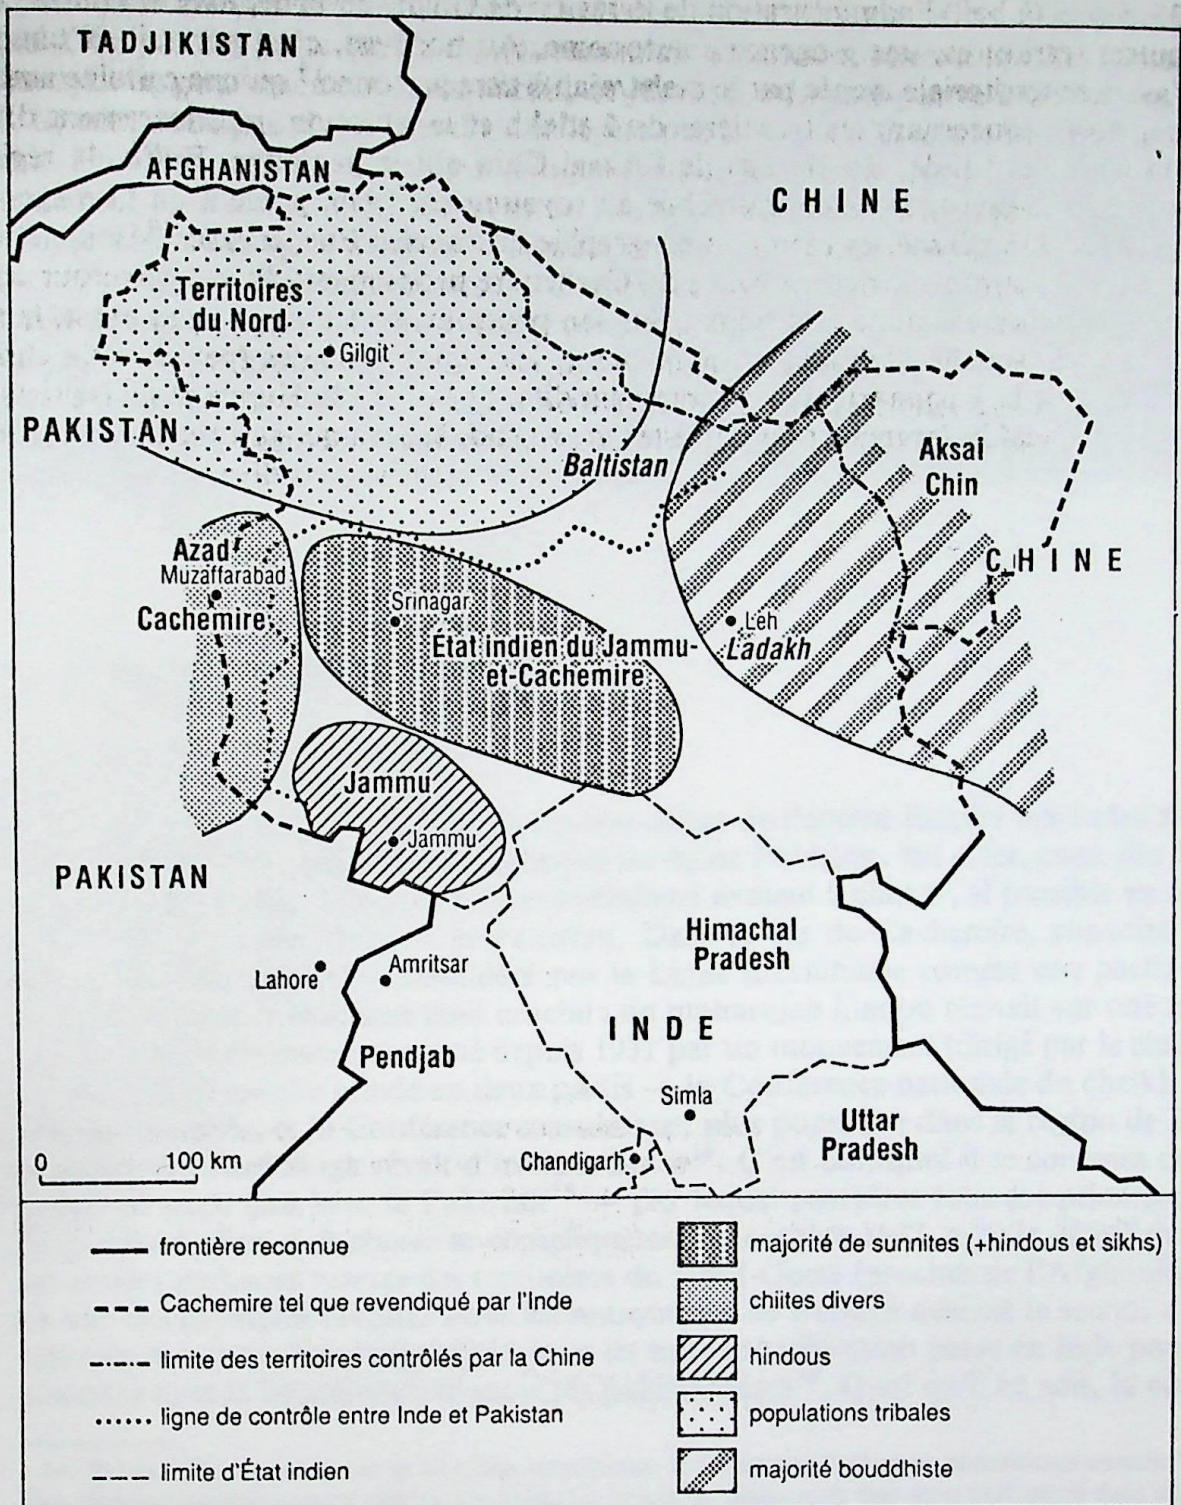 TADJIKISTAN
AFGHANISTAN
CHINE
Territoires
du Nord
Gilgit
PAKISTAN
Baltistan
Aksai
Chin
CHINE
Azad
Muzaffarabad
Cachemire
Srinagar
État indien du Jammu-
et-Cachemire
Leh
Ladakh
Jammu
Jammu
PAKISTAN
Himachal
Pradesh
Lahore
Amritsar
INDE
Pendjab
Simla
Uttar
Pradesh
Chandigarh
0 100 km
frontière reconnue
Cachemire tel que revendiqué par l'Inde
limite des territoires contrôlés par la Chine
ligne de contrôle entre Inde et Pakistan
limite d'État indien
majorité de sunnites (+hindous et sikhs)
chiites divers
hindous
populations tribales
majorité bouddhiste